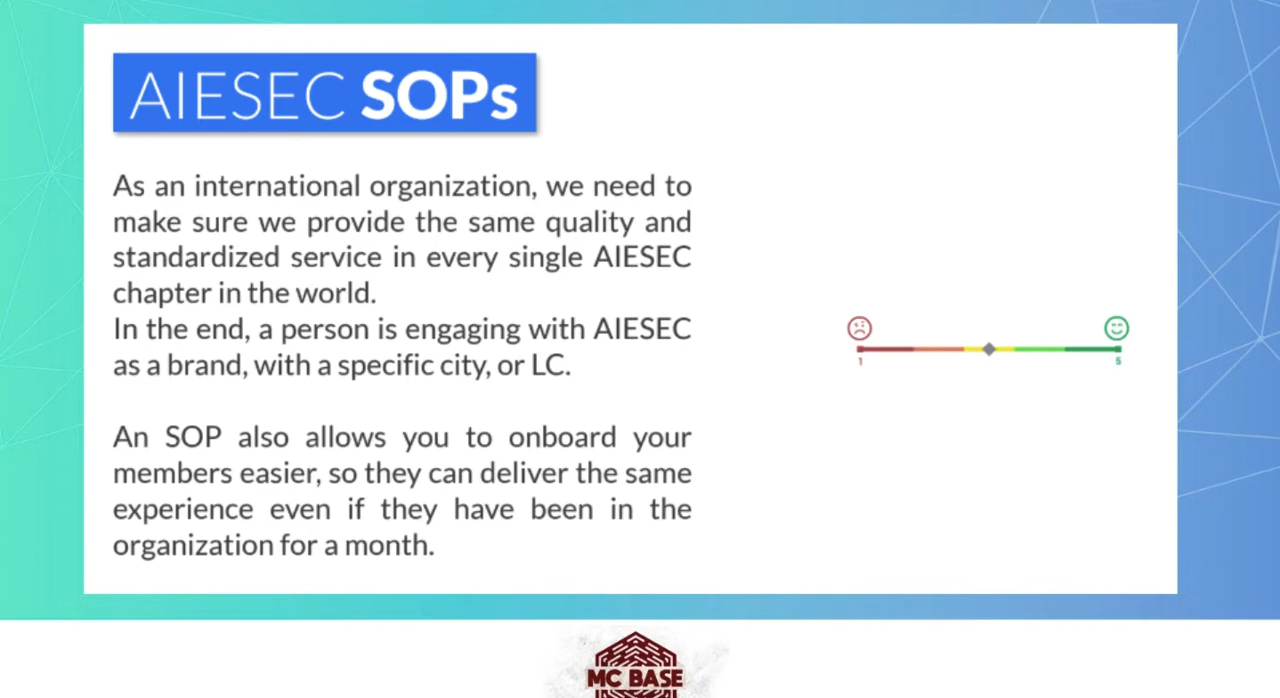 AIESEC SOPs
As an international organization, we need to
make sure we provide the same quality and
standardized service in every single AIESEC
chapter in the world.
In the end, a person is engaging with AIESEC
as a brand, with a specific city, or LC.
An SOP also allows you to onboard your
members easier, so they can deliver the same
experience even if they have been in the
organization for a month.
1
5
MC BASE